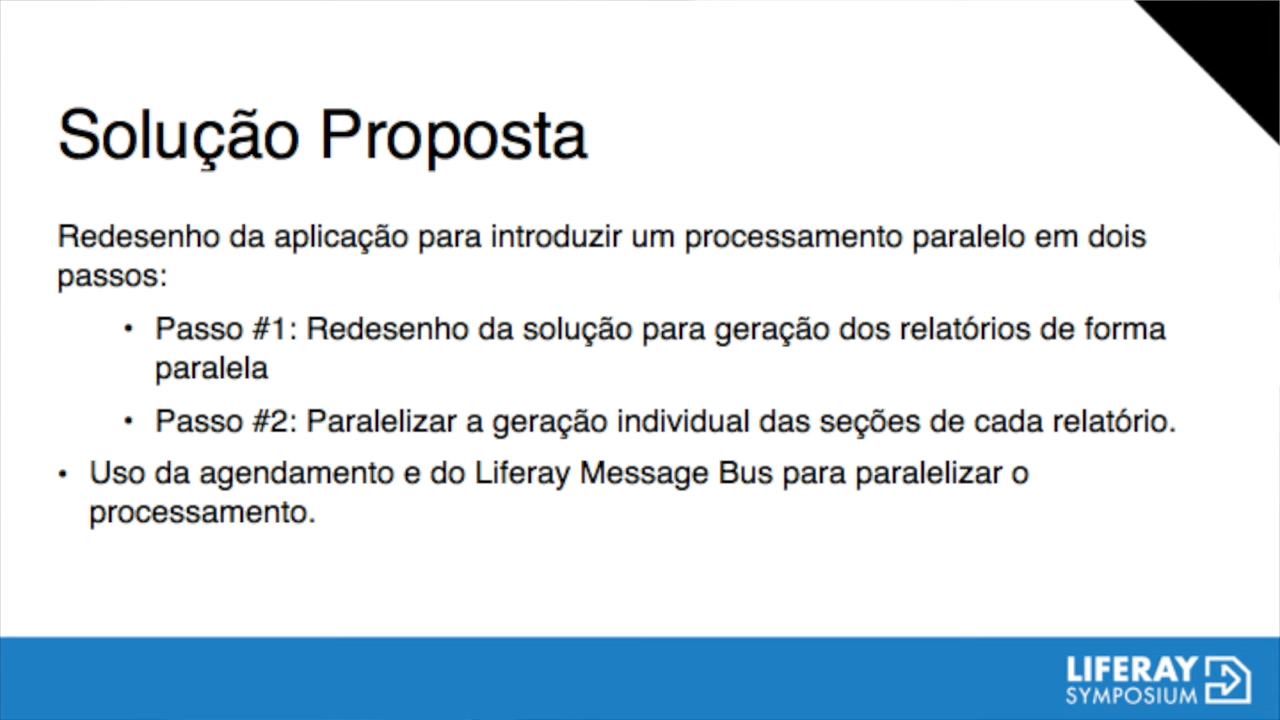 Solução Proposta
Redesenho da aplicação para introduzir um processamento paralelo em dois
passos:
• Passo #1: Redesenho da solução para geração dos relatórios de forma
paralela
• Passo #2: Paralelizar a geração individual das seções de cada relatório.
• Uso da agendamento e do Liferay Message Bus para paralelizar o
processamento.
LIFERAY
SYMPOSIUM